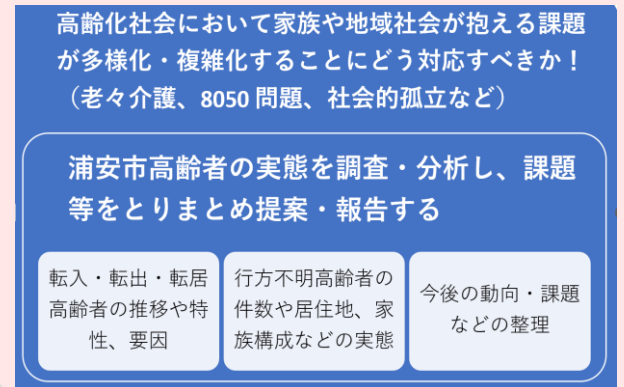 高齢化社会において家族や地域社会が抱える課題
が多様化・複雑化することにどう対応すべきか！
（老々介護、8050 問題、社会的孤立など）
浦安市高齢者の実態を調査・分析し、課題
等をとりまとめ提案・報告する
転入・転出・転居
高齢者の推移や特
性、要因
行方不明高齢者の
件数や居住地、家
族構成などの実態
今後の動向・課題
などの整理